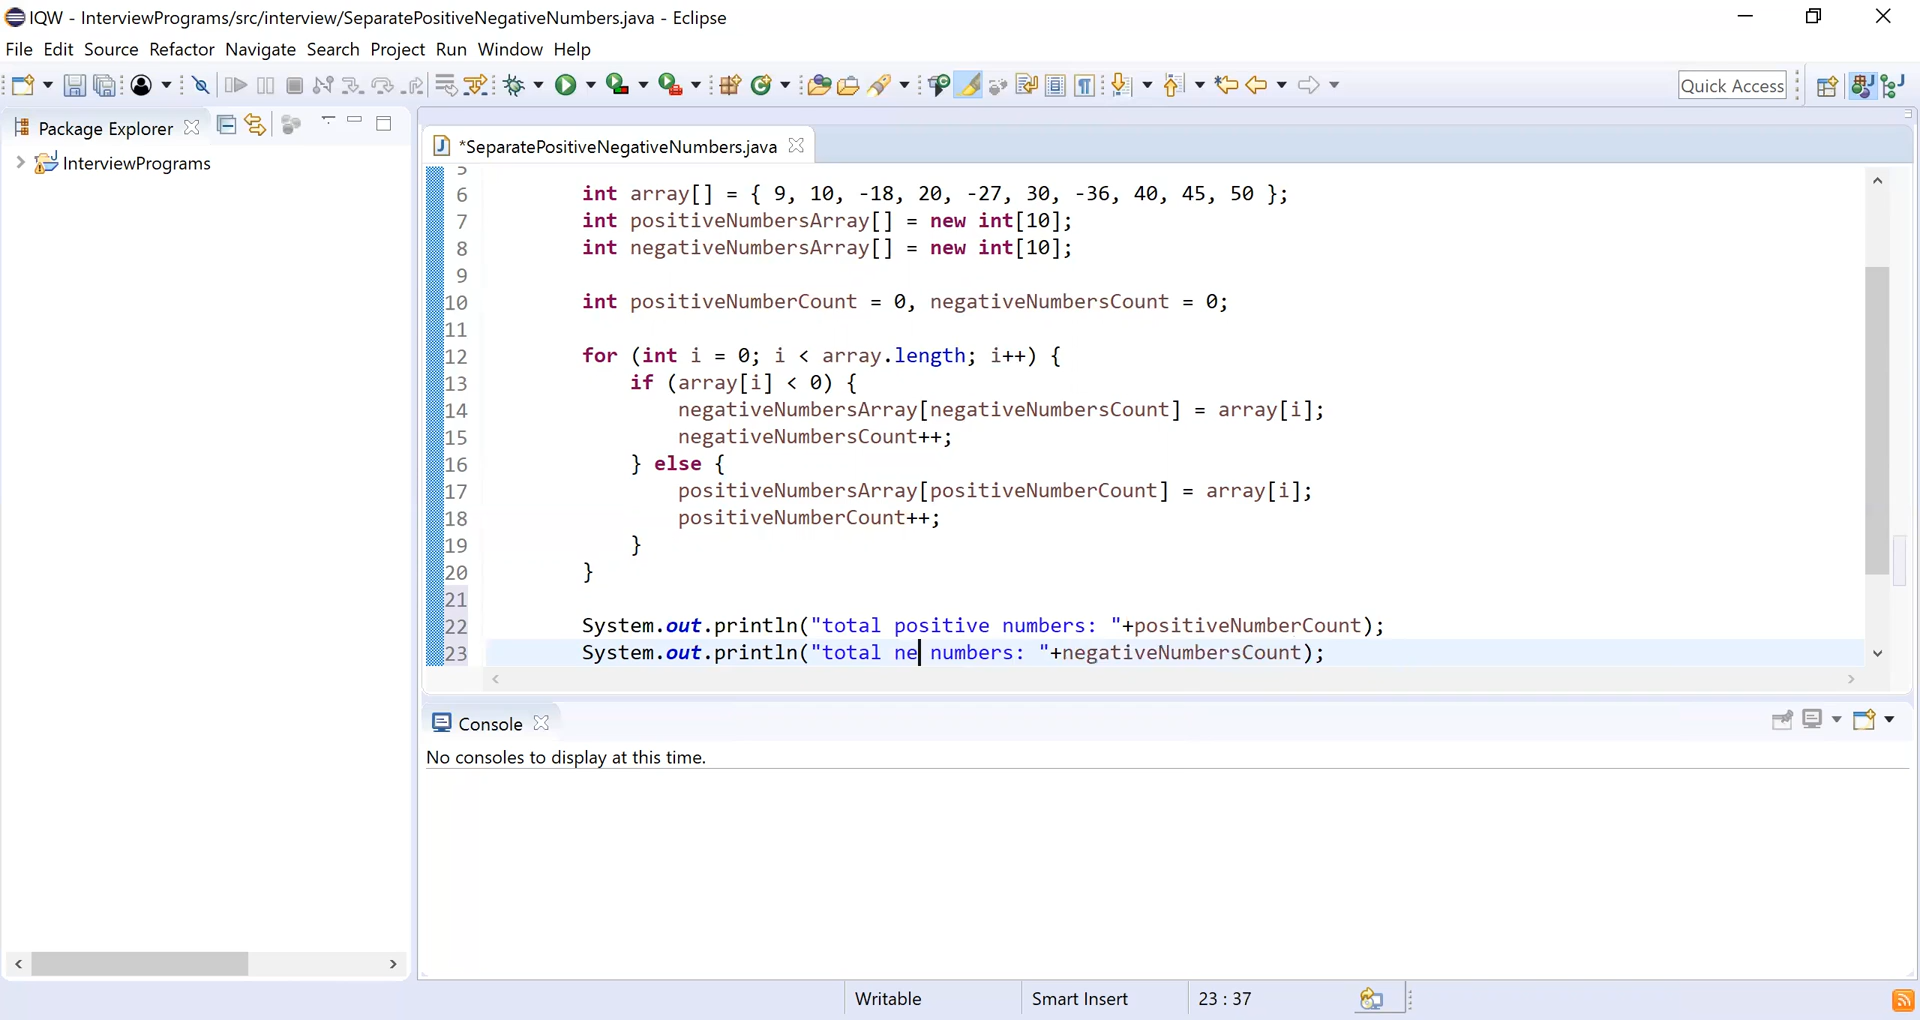 IQW - InterviewPrograms/src/interview/SeparatePositiveNegativeNumbers.java - Eclipse
File Edit Source Refactor Navigate Search Project Run Window Help
Quick Access
Package Explorer
InterviewPrograms
*SeparatePositiveNegativeNumbers.java
5
6 int array[] = { 9, 10, -18, 20, -27, 30, -36, 40, 45, 50 };
7 int positiveNumbersArray[] = new int[10];
8 int negativeNumbersArray[] = new int[10];
9
10 int positiveNumberCount = 0, negativeNumbersCount = 0;
11
12 for (int i = 0; i < array.length; i++) {
13 if (array[i] < 0) {
14 negativeNumbersArray[negativeNumbersCount] = array[i];
15 negativeNumbersCount++;
16 } else {
17 positiveNumbersArray[positiveNumberCount] = array[i];
18 positiveNumberCount++;
19 }
20 }
21
22 System.out.println("total positive numbers: "+positiveNumberCount);
23 System.out.println("total ne numbers: "+negativeNumbersCount);
Console
No consoles to display at this time.
Writable Smart Insert 23 : 37